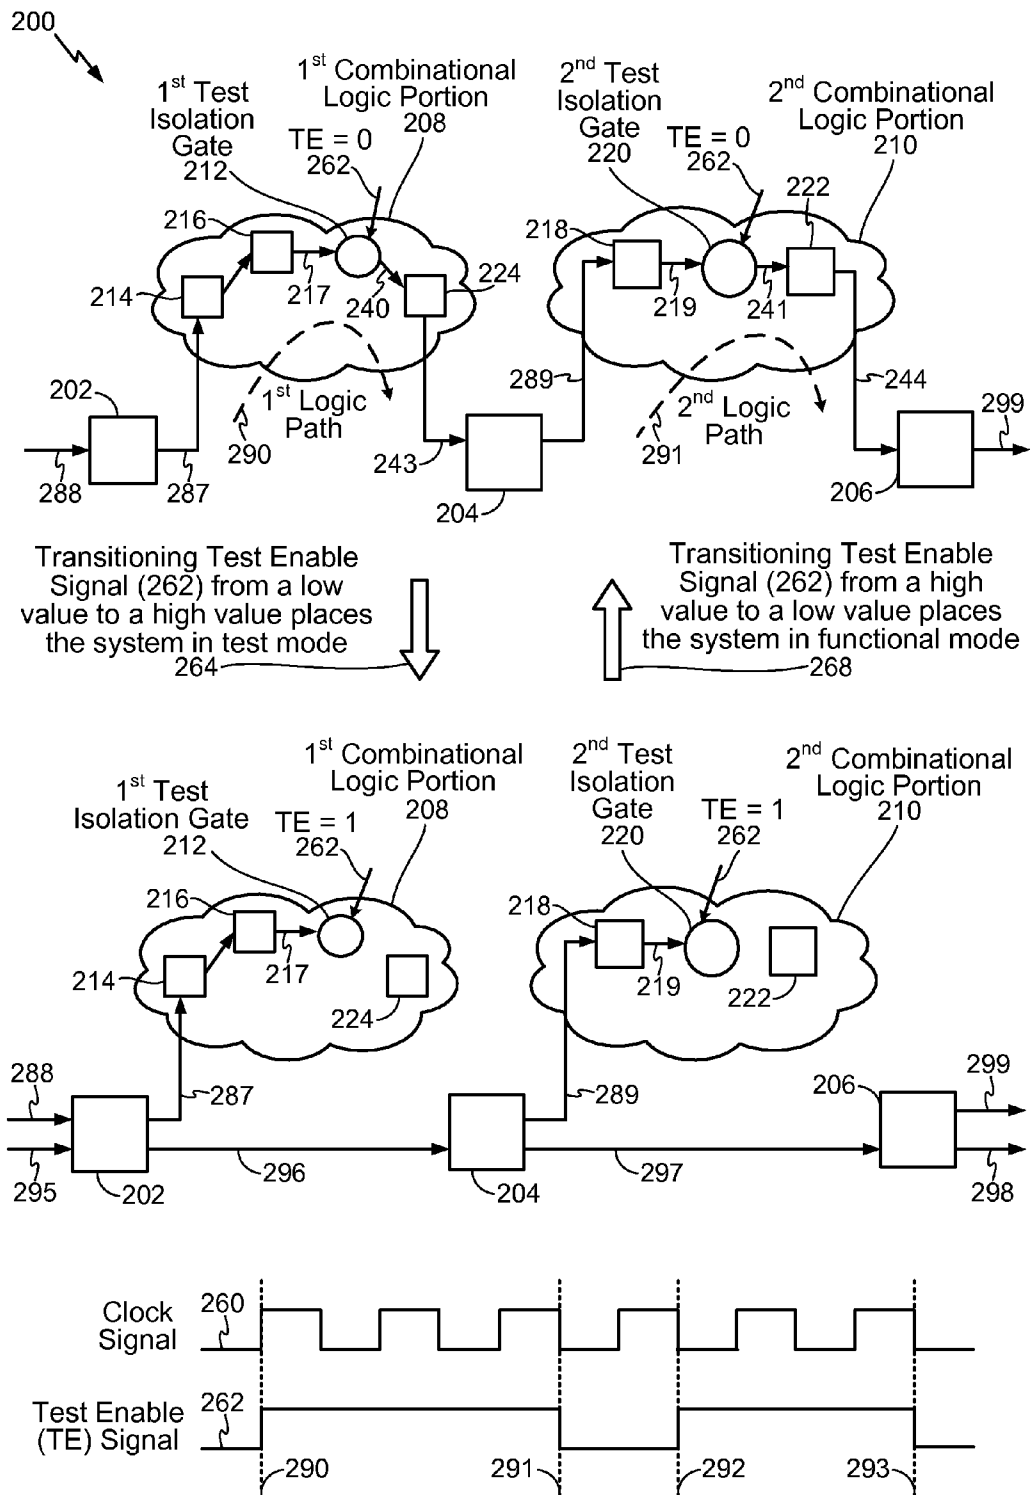 200
1st Test
Isolation
Gate
212
1st Combinational
Logic Portion
208
TE = 0
262
2nd Test
Isolation
Gate
220
TE = 0
262
2nd Combinational
Logic Portion
210
222
216
214
217
240
224
218
219
241
202
288
287
290
1st Logic
Path
243
204
289
291
2nd Logic
Path
244
206
299
Transitioning Test Enable
Signal (262) from a low
value to a high value places
the system in test mode
264
Transitioning Test Enable
Signal (262) from a high
value to a low value places
the system in functional mode
268
1st Test
Isolation Gate
212
1st Combinational
Logic Portion
208
TE = 1
262
2nd Test
Isolation
Gate
220
TE = 1
262
2nd Combinational
Logic Portion
210
216
214
217
224
218
219
222
288
287
295
202
296
289
204
297
206
299
298
Clock
Signal
260
Test Enable
(TE) Signal
262
290
291
292
293